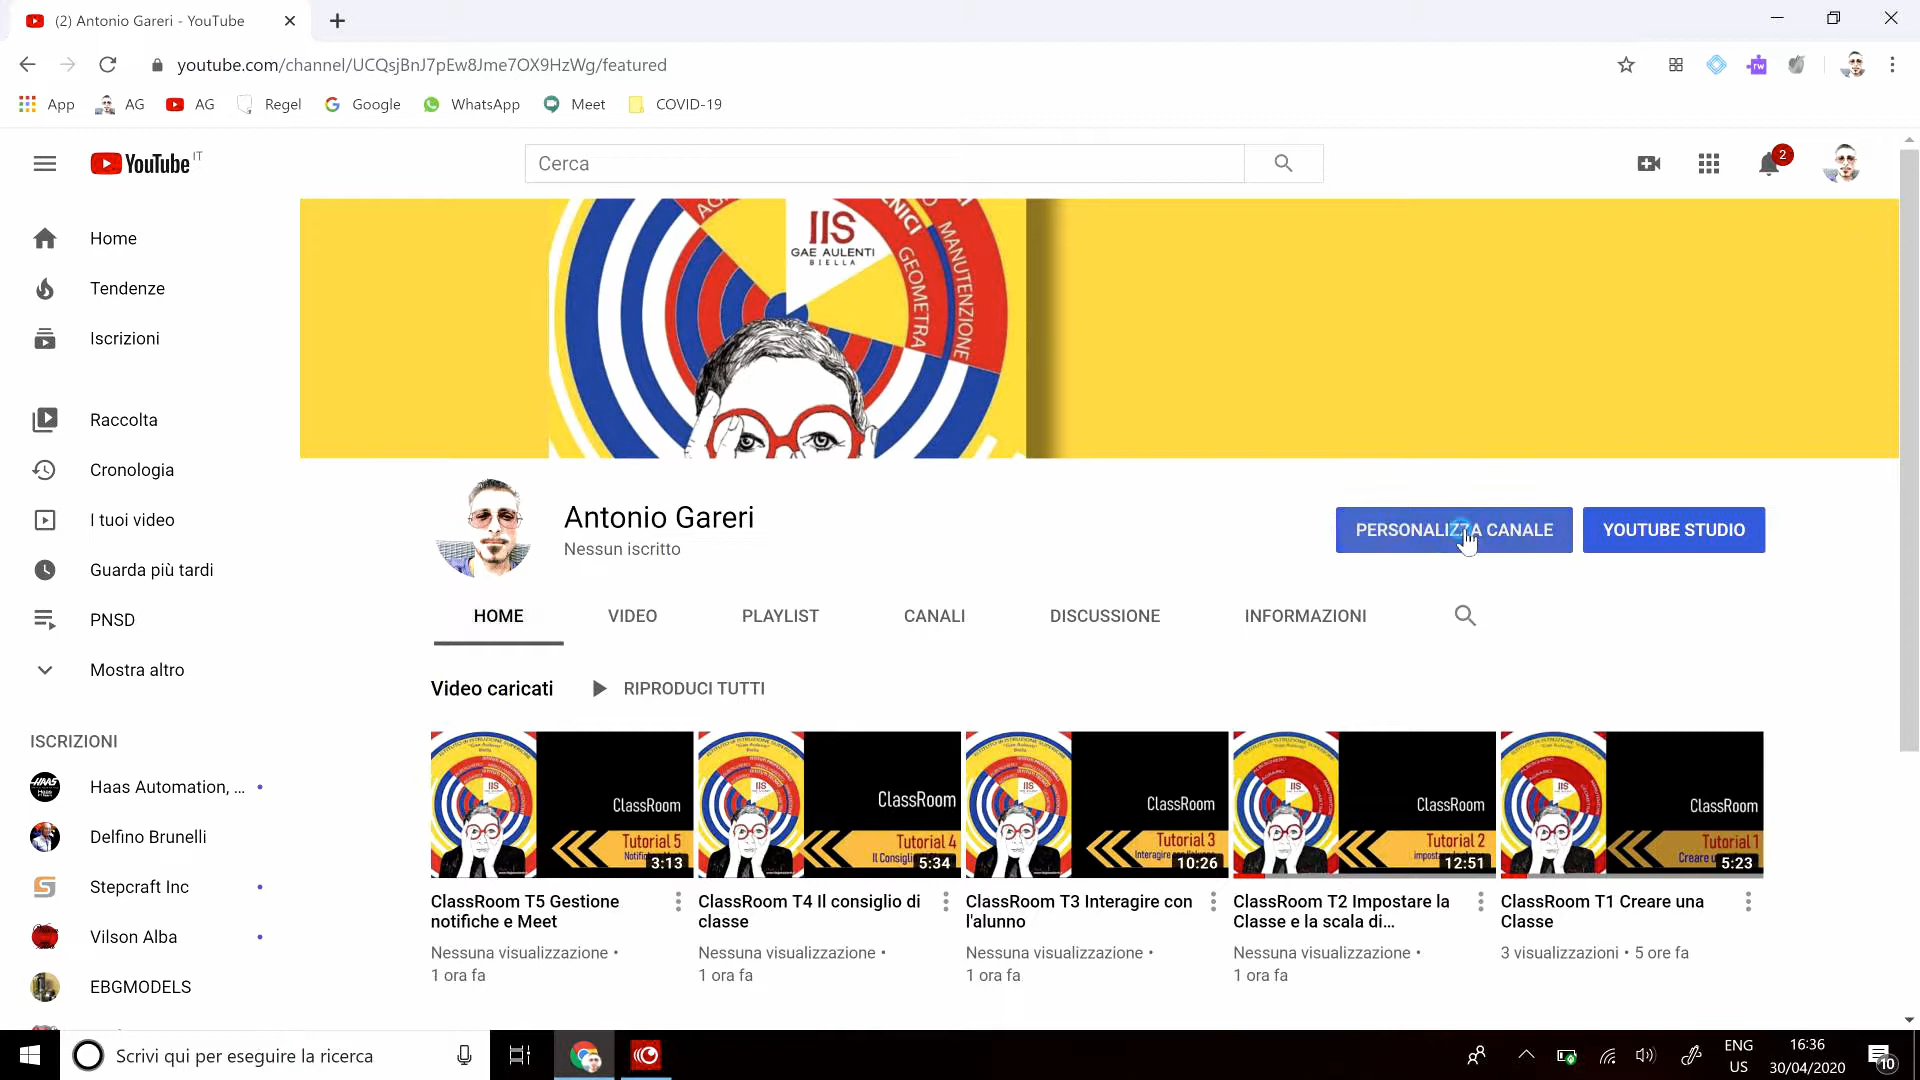 (2) Antonio Gareri - YouTube
youtube.com/channel/UCQsjBnJ7pEw8Jme7OX9HzWg/featured
App AG AG Regel Google WhatsApp Meet COVID-19
YouTube IT
Cerca
2
Home
Tendenze
Iscrizioni
Raccolta
Cronologia
I tuoi video
Guarda più tardi
PNSD
Mostra altro
ISCRIZIONI
Haas Automation, ...
Delfino Brunelli
Stepcraft Inc
Vilson Alba
EBGMODELS
IIS
GAE AULENTI
BIELLA
GEOMETRA
MANUTENZIONE
Antonio Gareri
Nessun iscritto
PERSONALIZZA CANALE
YOUTUBE STUDIO
HOME VIDEO PLAYLIST CANALI DISCUSSIONE INFORMAZIONI
Video caricati RIPRODUCI TUTTI
ClassRoom
Tutorial 5
3:13
ClassRoom
Tutorial 4
Il Consigli
5:34
ClassRoom
Tutorial 3
10:26
ClassRoom
Tutorial 2
12:51
ClassRoom
Tutorial 1
5:23
ClassRoom T5 Gestione
notifiche e Meet
Nessuna visualizzazione •
1 ora fa
ClassRoom T4 Il consiglio di
classe
Nessuna visualizzazione •
1 ora fa
ClassRoom T3 Interagire con
l'alunno
Nessuna visualizzazione •
1 ora fa
ClassRoom T2 Impostare la
Classe e la scala di...
Nessuna visualizzazione •
1 ora fa
ClassRoom T1 Creare una
Classe
3 visualizzazioni • 5 ore fa
Scrivi qui per eseguire la ricerca
ENG
US
16:36
30/04/2020
10